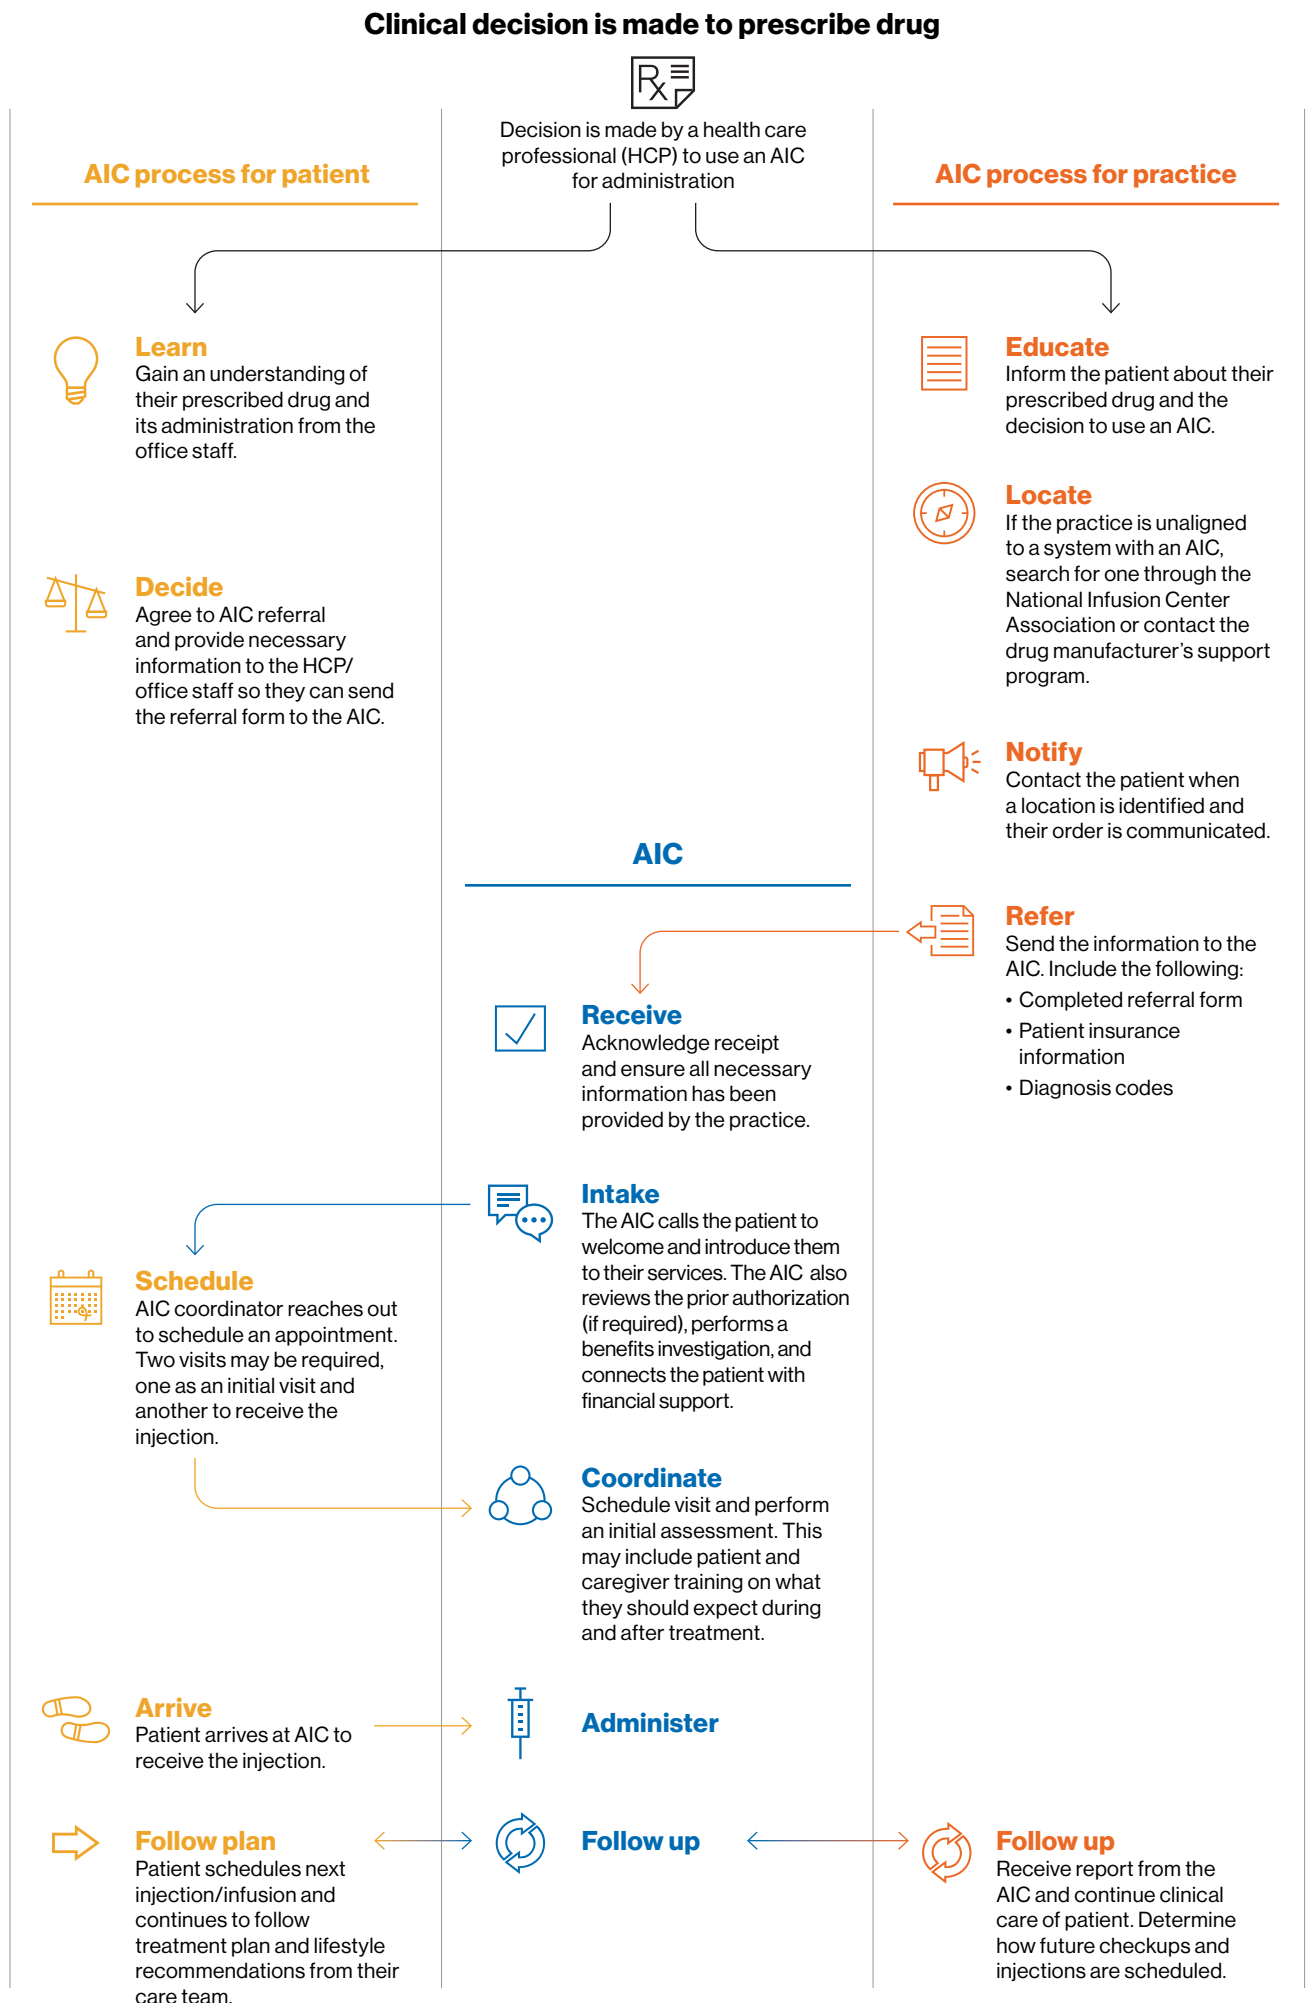 Clinical decision is made to prescribe drug
Rx
Decision is made by a health care
professional (HCP) to use an AIC
for administration
AIC process for patient
Learn
Gain an understanding of
their prescribed drug and
its administration from the
office staff.
Decide
Agree to AIC referral
and provide necessary
information to the HCP/
office staff so they can send
the referral form to the AIC.
AIC process for practice
Educate
Inform the patient about their
prescribed drug and the
decision to use an AIC.
Locate
If the practice is unaligned
to a system with an AIC,
search for one through the
National Infusion Center
Association or contact the
drug manufacturer’s support
program.
Notify
Contact the patient when
a location is identified and
their order is communicated.
Refer
Send the information to the
AIC. Include the following:
• Completed referral form
• Patient insurance
information
• Diagnosis codes
AIC
Receive
Acknowledge receipt
and ensure all necessary
information has been
provided by the practice.
Intake
The AIC calls the patient to
welcome and introduce them
to their services. The AIC also
reviews the prior authorization
(if required), performs a
benefits investigation, and
connects the patient with
financial support.
Schedule
AIC coordinator reaches out
to schedule an appointment.
Two visits may be required,
one as an initial visit and
another to receive the
injection.
Coordinate
Schedule visit and perform
an initial assessment. This
may include patient and
caregiver training on what
they should expect during
and after treatment.
Arrive
Patient arrives at AIC to
receive the injection.
Administer
Follow plan
Patient schedules next
injection/infusion and
continues to follow
treatment plan and lifestyle
recommendations from their
care team.
Follow up
Follow up
Receive report from the
AIC and continue clinical
care of patient. Determine
how future checkups and
injections are scheduled.